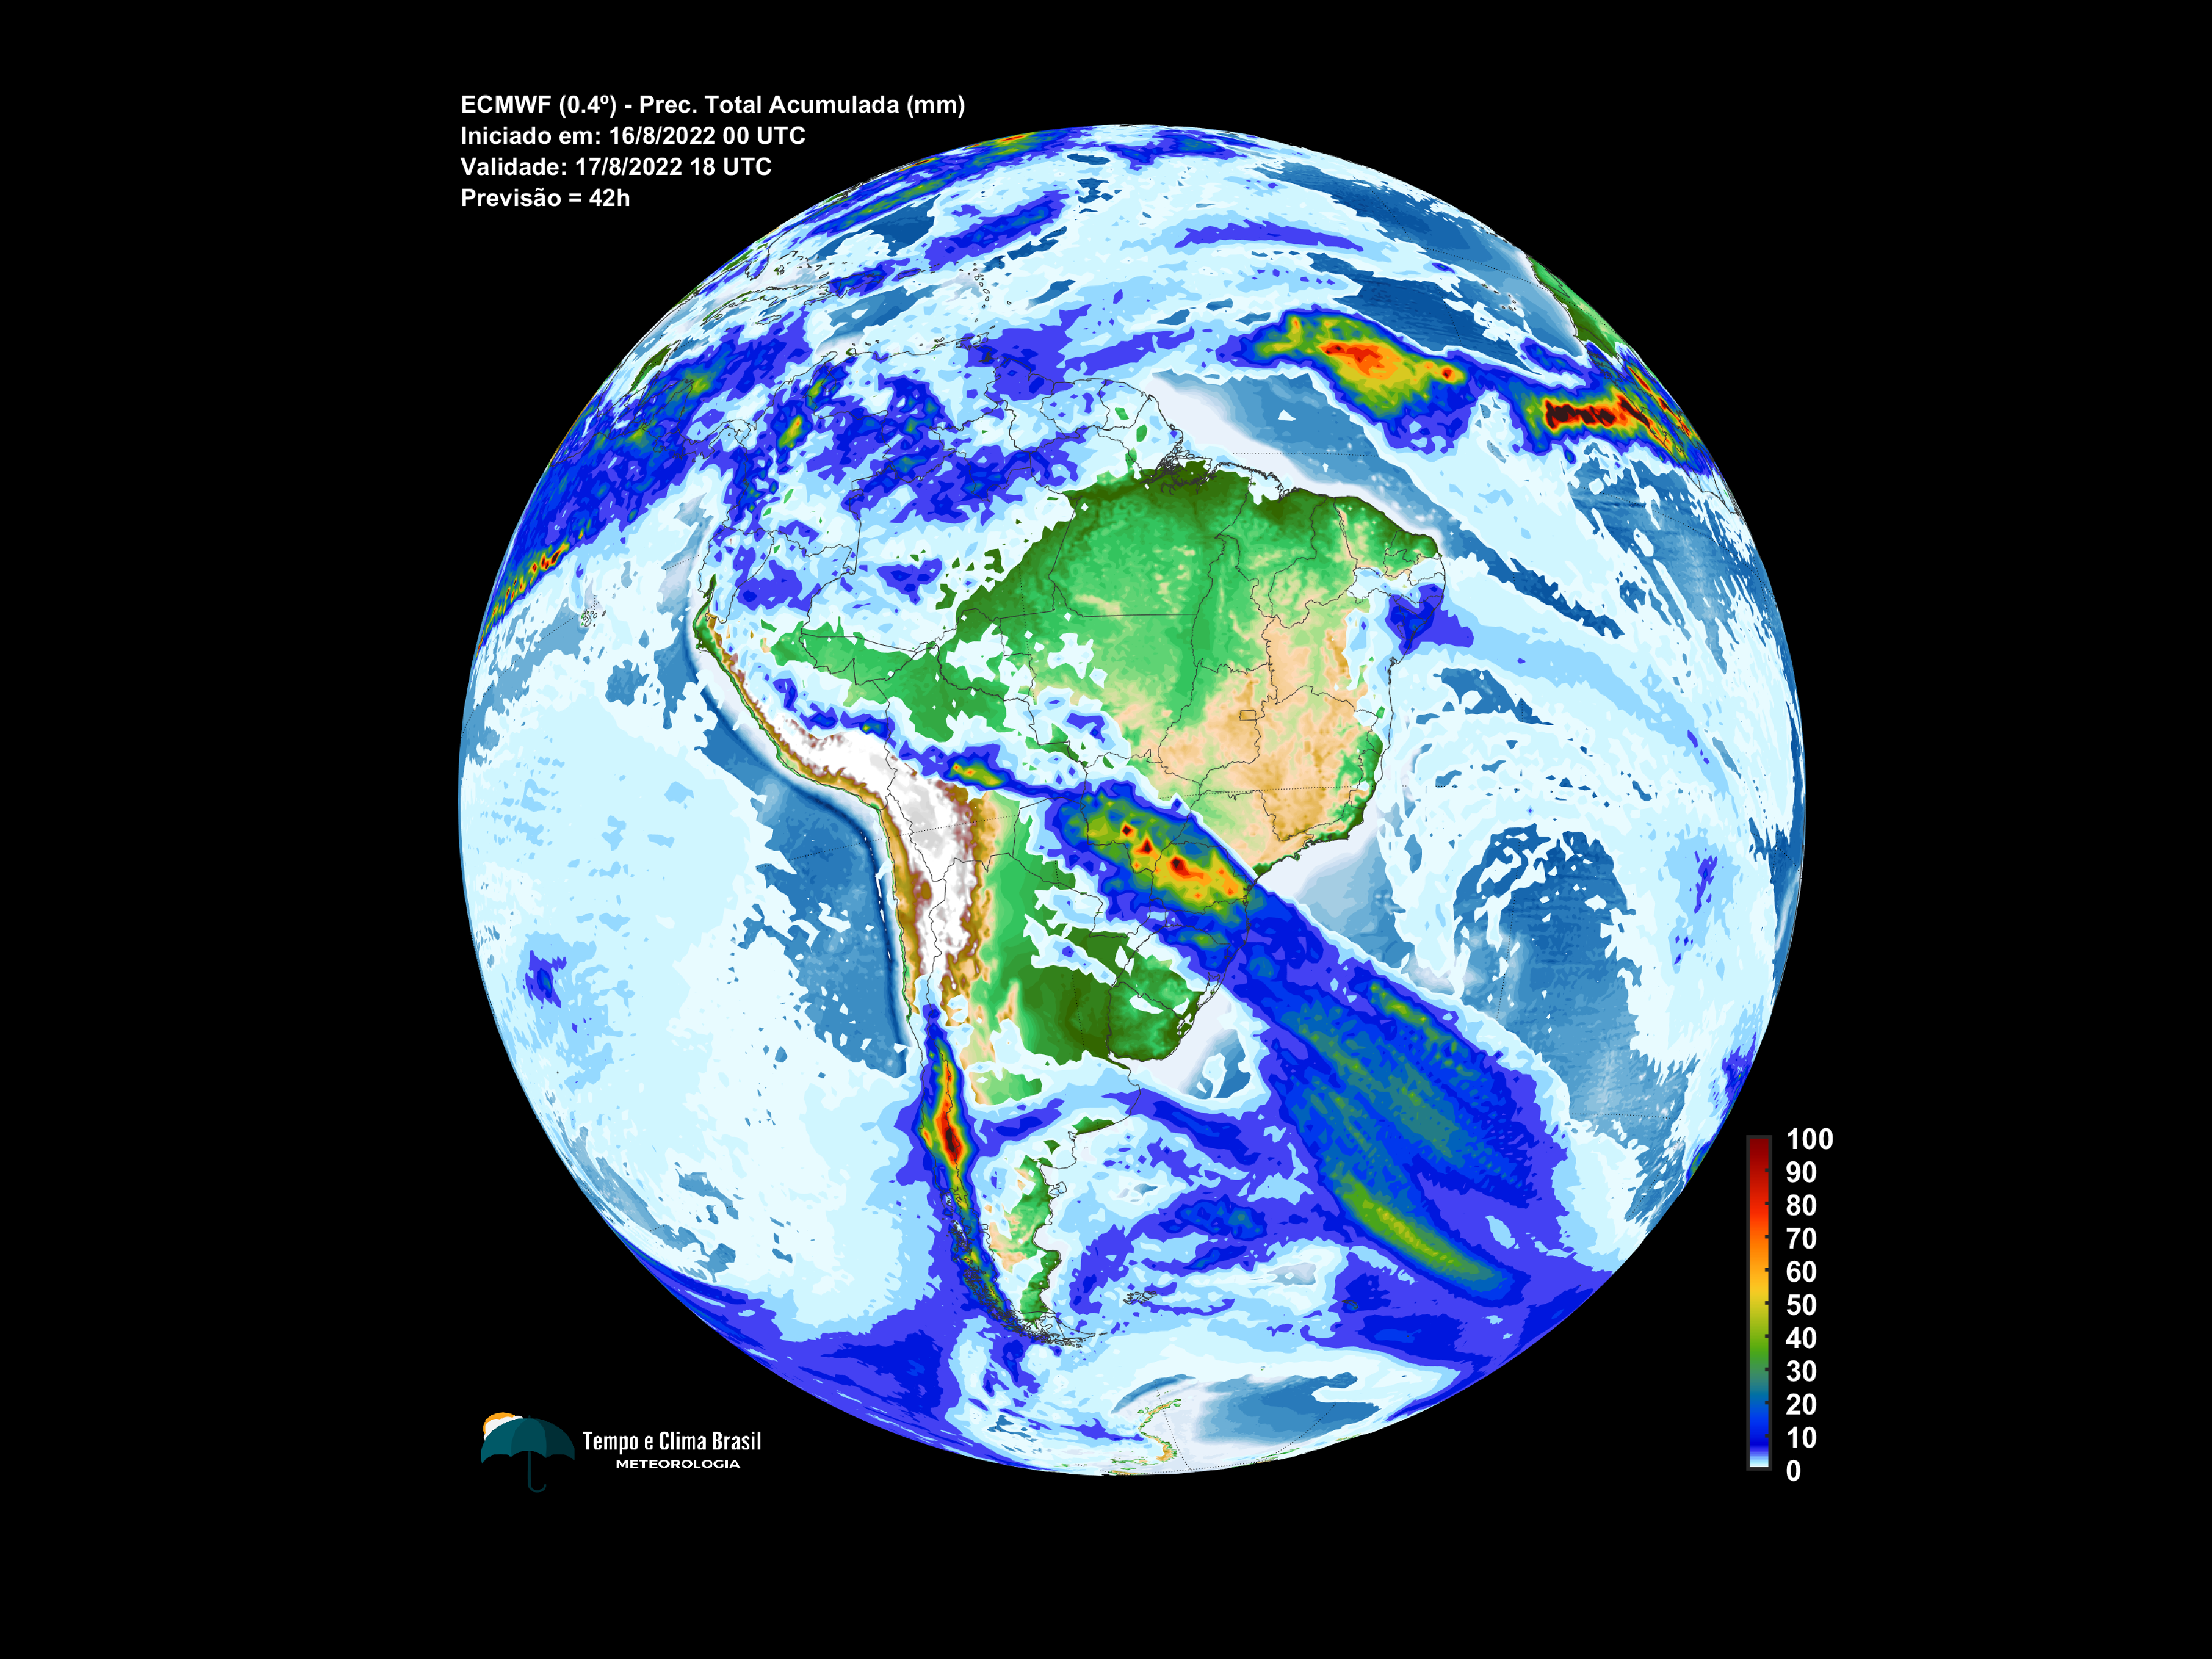 ECMWF (0.4º) - Prec. Total Acumulada (mm)
Iniciado em: 16/8/2022 00 UTC
Validade: 17/8/2022 18 UTC
Previsão = 42h
100
90
80
70
60
50
40
30
20
10
0
Tempo e Clima Brasil
METEOROLOGIA